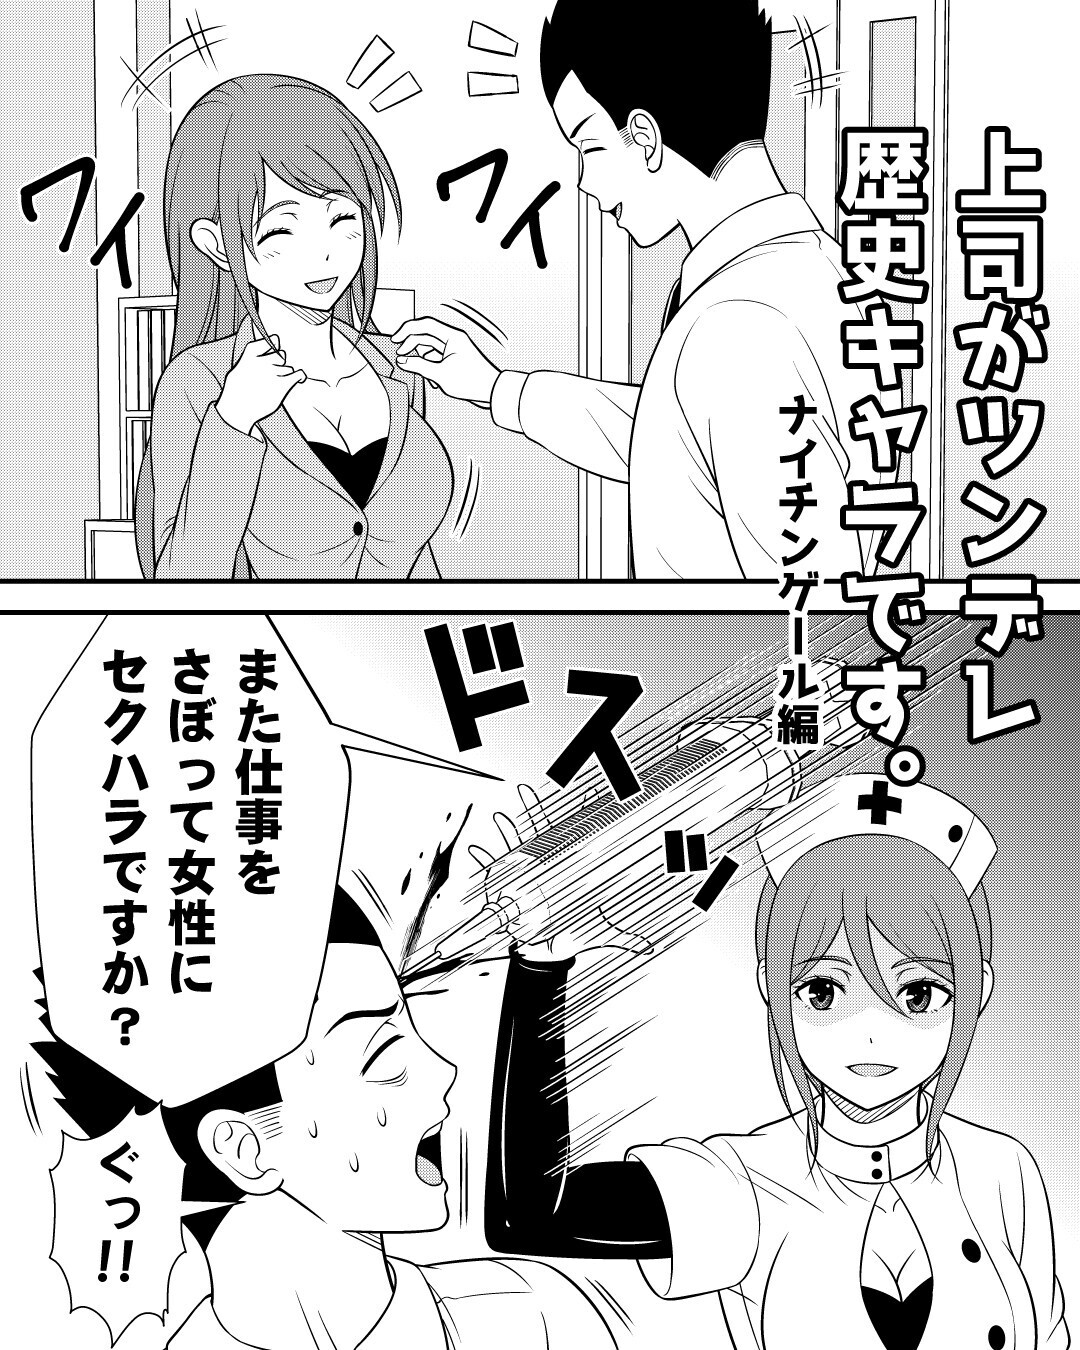 上司がツンデレ
歴史キャラです。
ナイチンゲール編
ワイ
ワイ
ドスッ
また仕事を
さぼって女性に
セクハラですか？
ぐっ!!